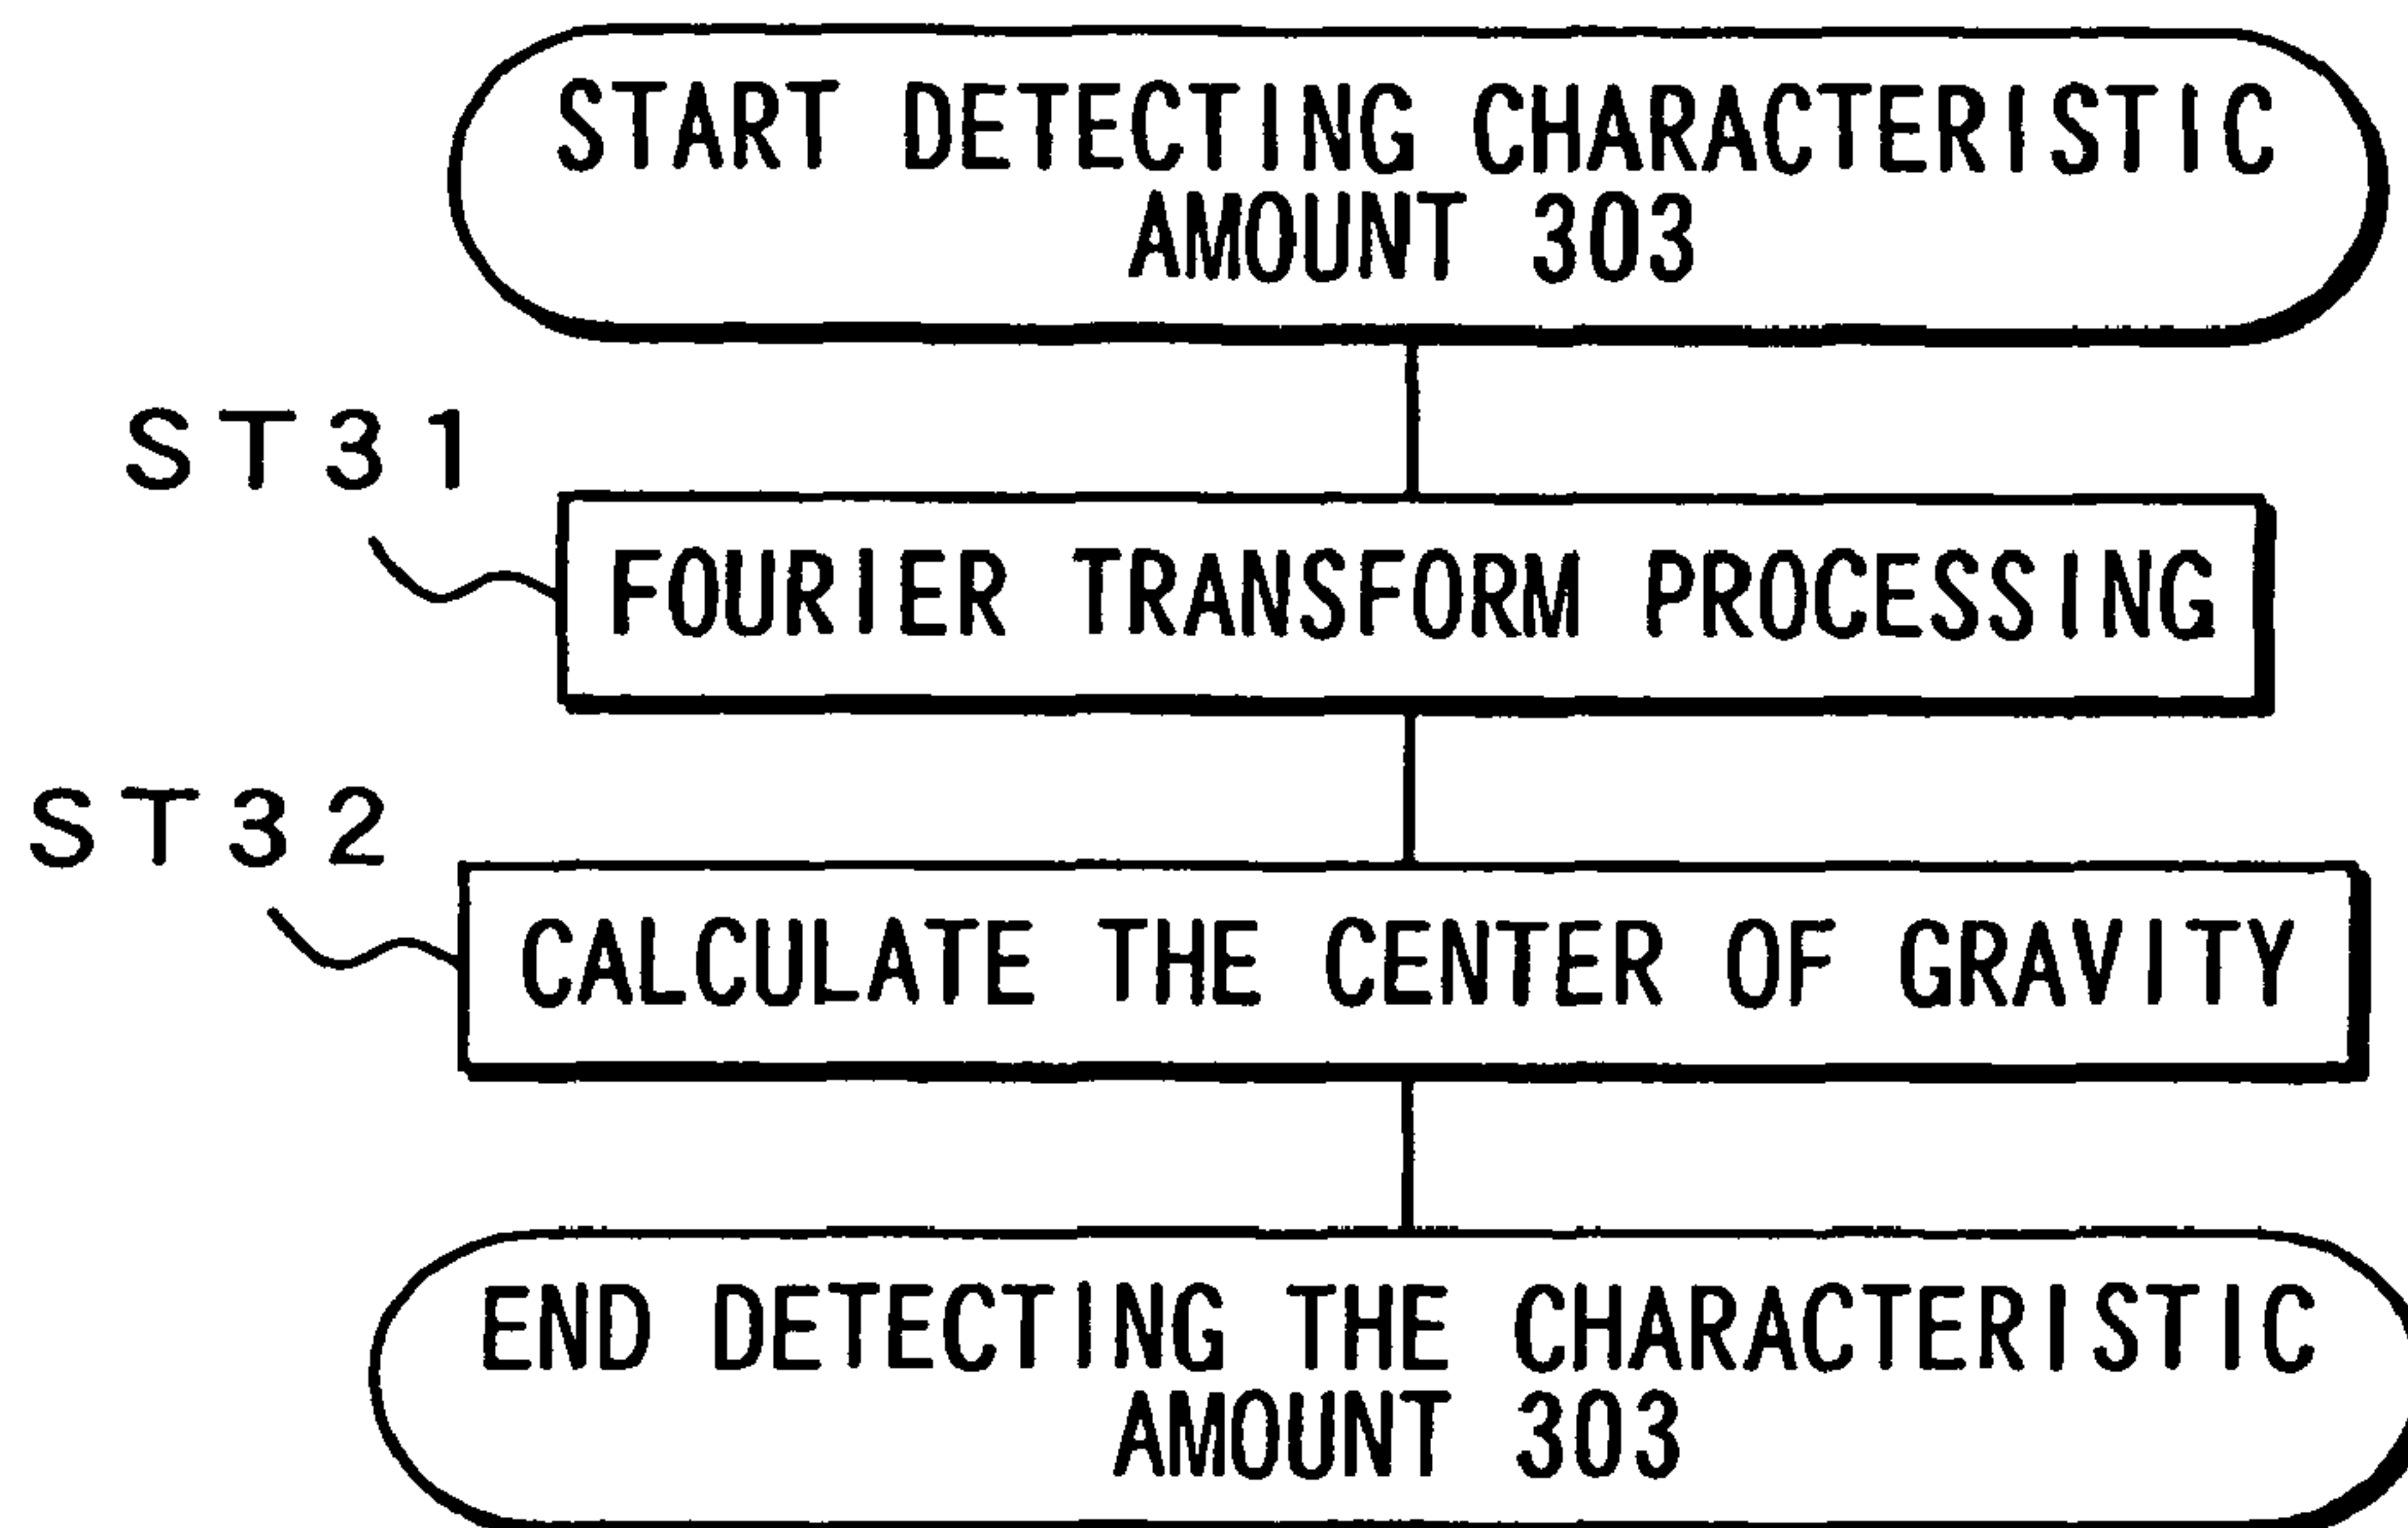 START DETECTING CHARACTERISTIC
AMOUNT 303
ST31
FOURIER TRANSFORM PROCESSING
ST32
CALCULATE THE CENTER OF GRAVITY
END DETECTING THE CHARACTERISTIC
AMOUNT 303